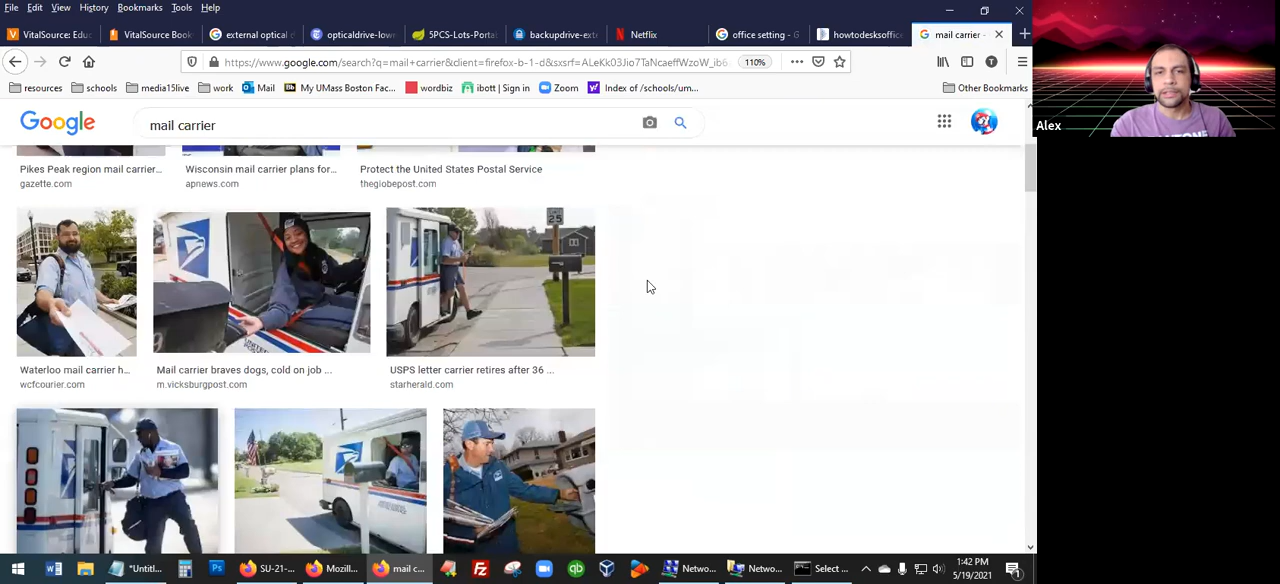 File Edit View History Bookmarks Tools Help
VitalSource: Educ
VitalSource Book
external optical d
opticaldrive-lowe
5PCS-Lots-Portal
backupdrive-exte
Netflix
office setting - G
howtodesksoffice
mail carrier -
https://www.google.com/search?q=mail+carrier&client=firefox-b-1-d&sxsrf=ALeKk03Jio7TaNcaeffWzoW_ib6
110%
resources schools media15live work Mail My UMass Boston Fac... wordbiz ibott | Sign in Zoom Index of /schools/um... Other Bookmarks
Google
mail carrier
Pikes Peak region mail carrier...
gazette.com
Wisconsin mail carrier plans for...
apnews.com
Protect the United States Postal Service
theglobepost.com
25
Waterloo mail carrier h...
wcfcourier.com
Mail carrier braves dogs, cold on job ...
m.vicksburgpost.com
USPS letter carrier retires after 36 ...
starherald.com
Alex
*Untitl... SU-21-... Mozill... mail c... Netwo... Netwo... Select ...
1:42 PM
5/19/2021